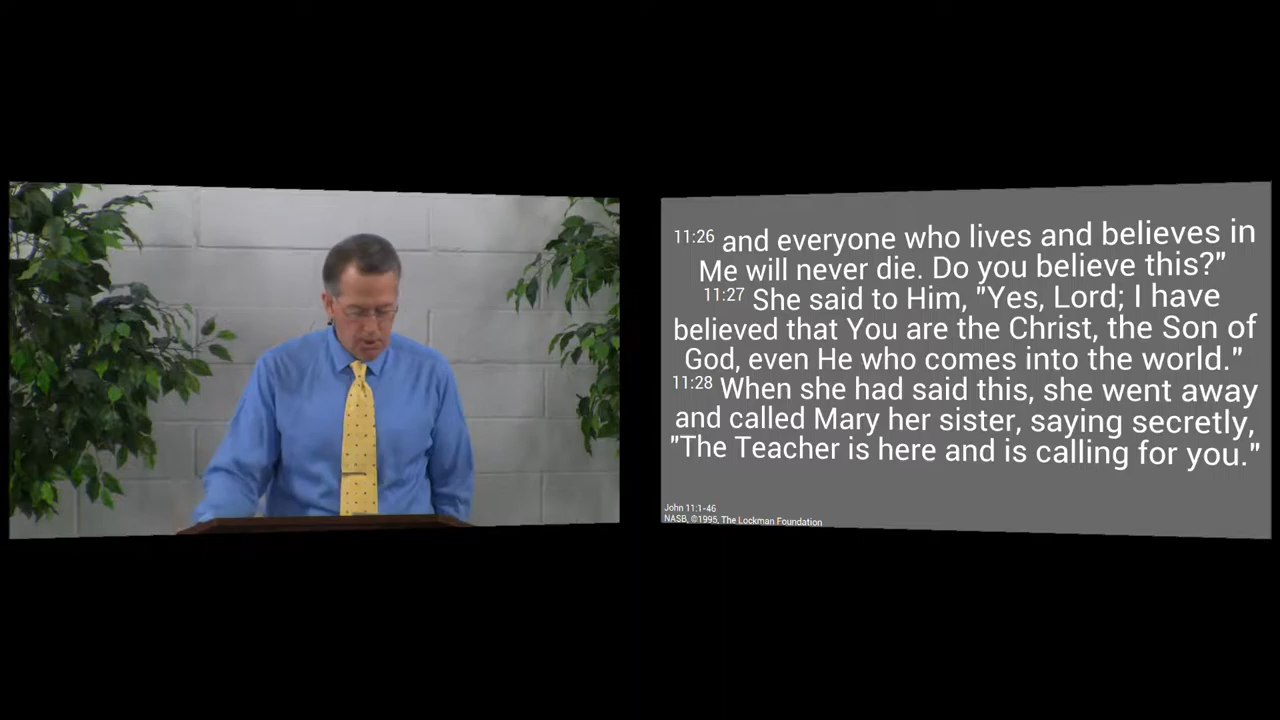 11:26 and everyone who lives and believes in
Me will never die. Do you believe this?"
11:27 She said to Him, "Yes, Lord; I have
believed that You are the Christ, the Son of
God, even He who comes into the world."
11:28 When she had said this, she went away
and called Mary her sister, saying secretly,
"The Teacher is here and is calling for you."
John 11:1-46
NASB, ©1995, The Lockman Foundation